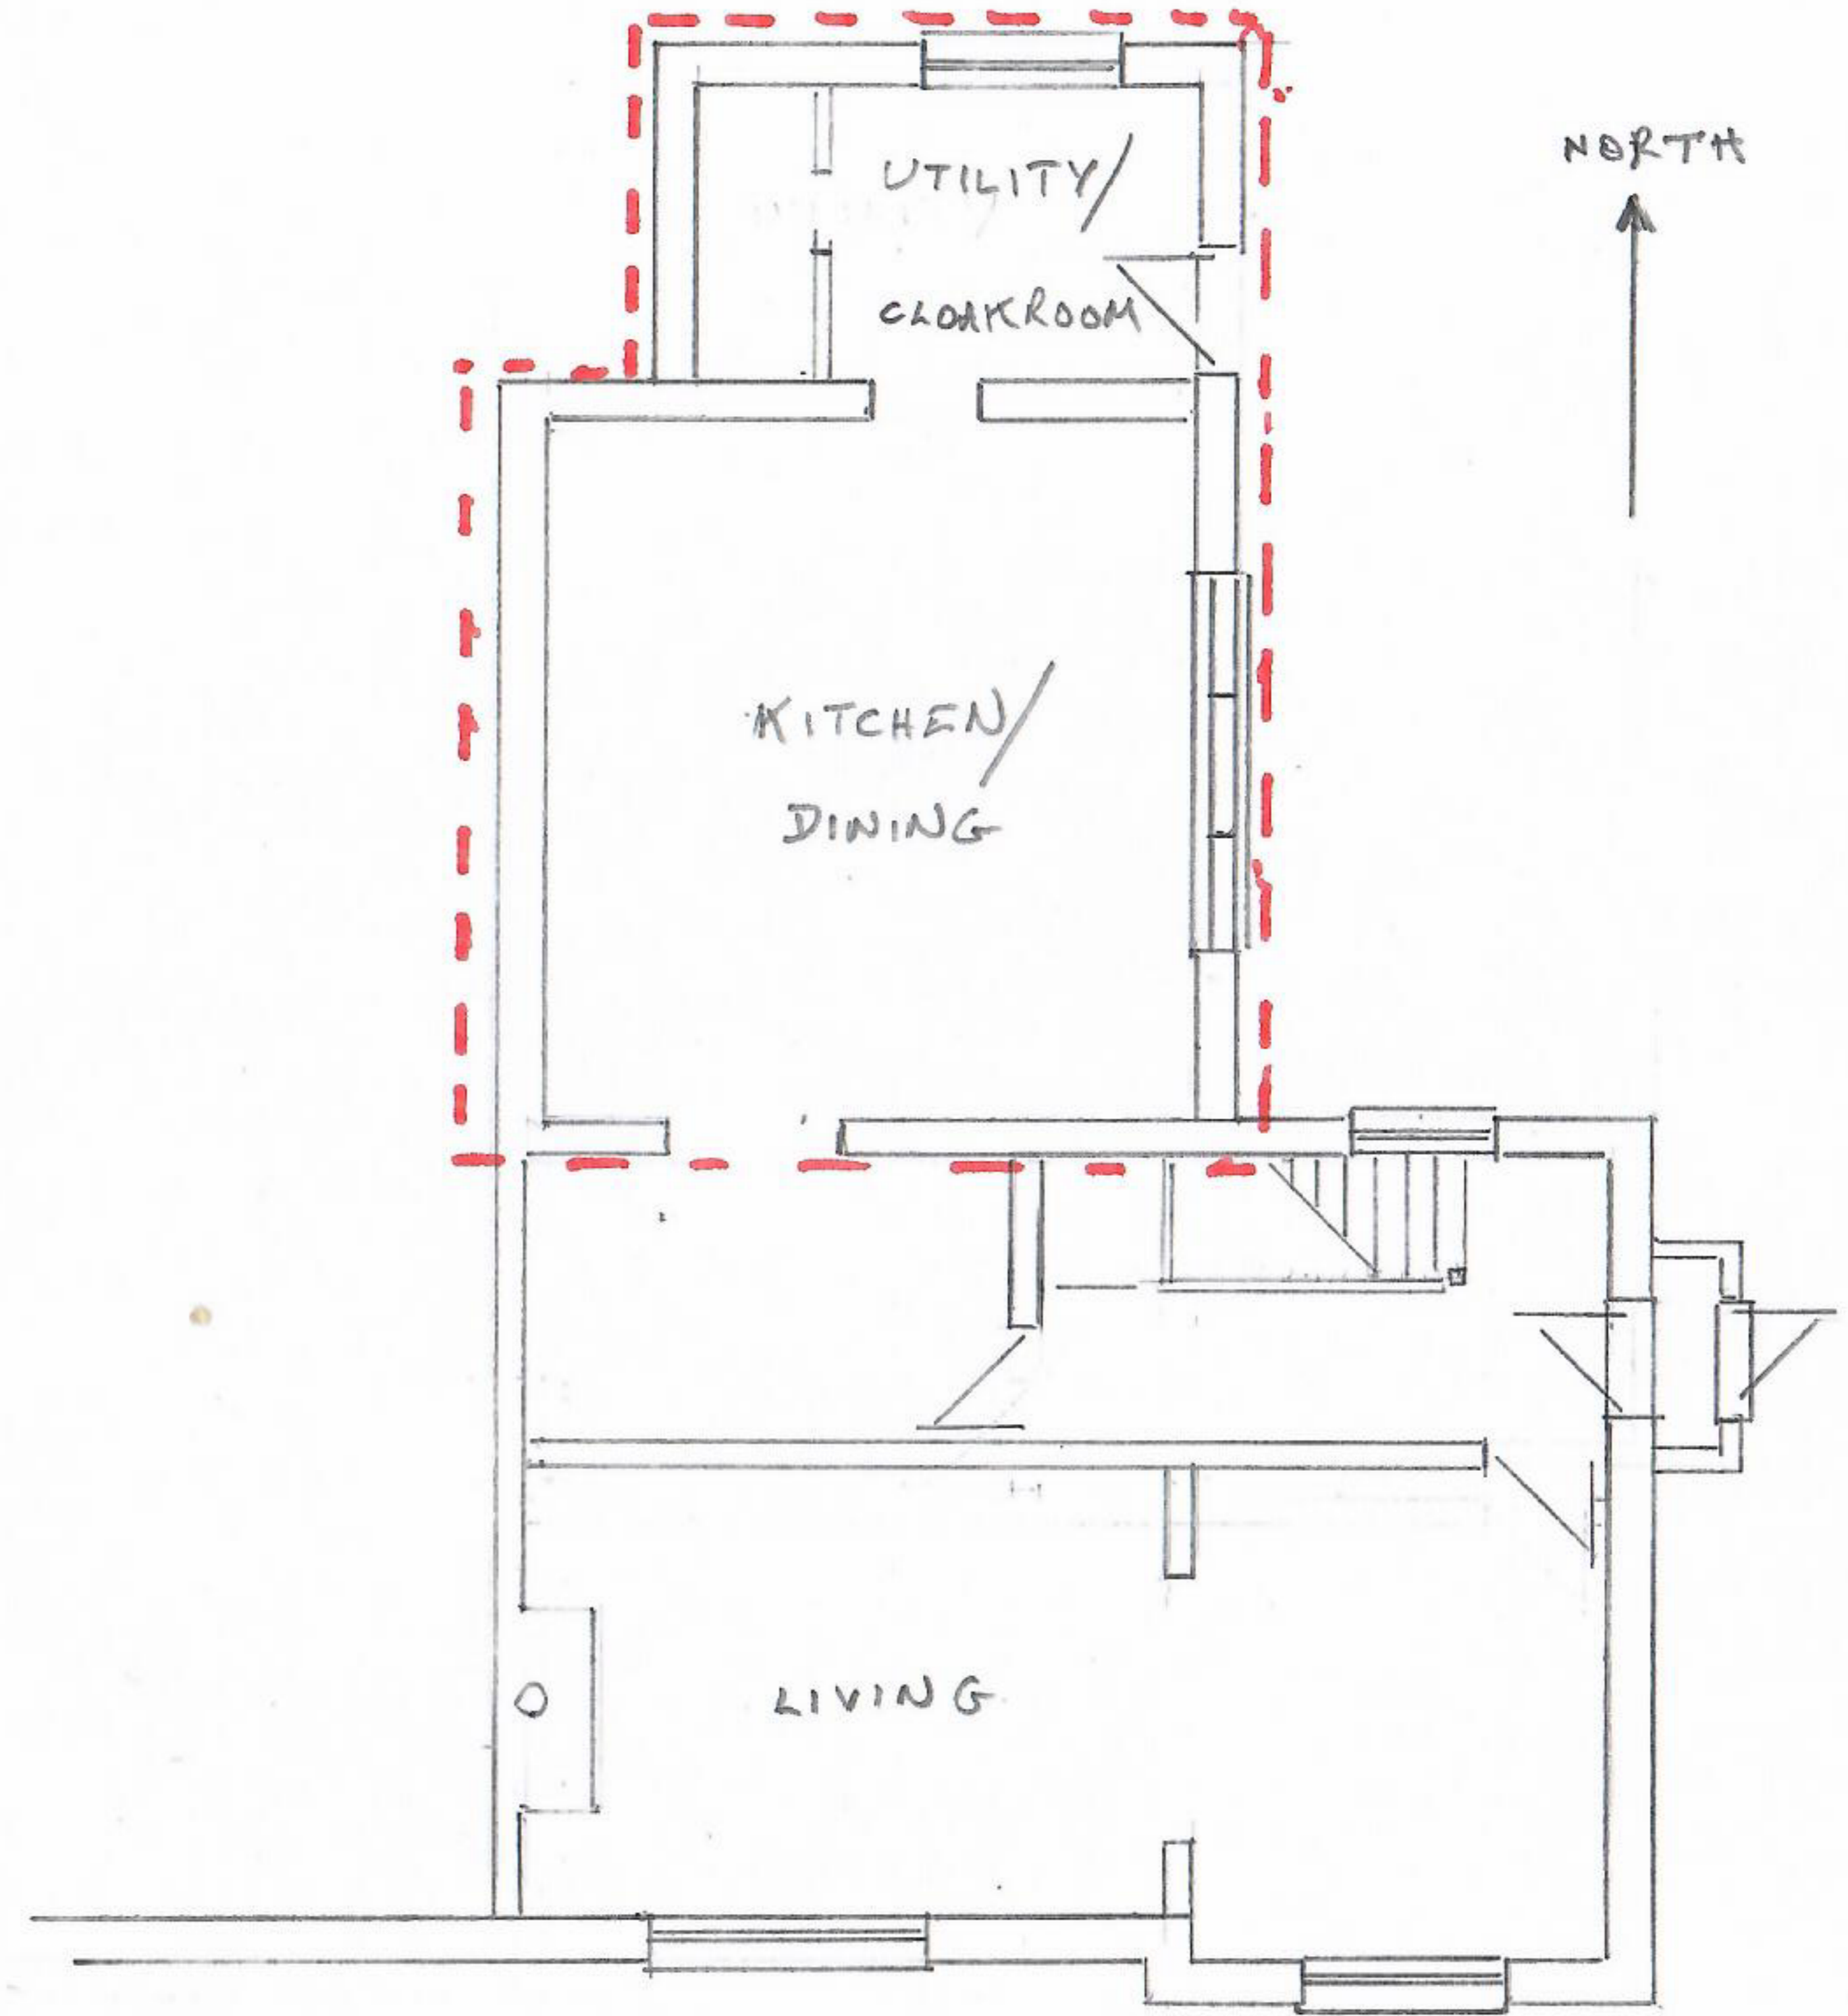 NORTH
UTILITY/
CLOAKROOM
KITCHEN/
DINING
LIVING